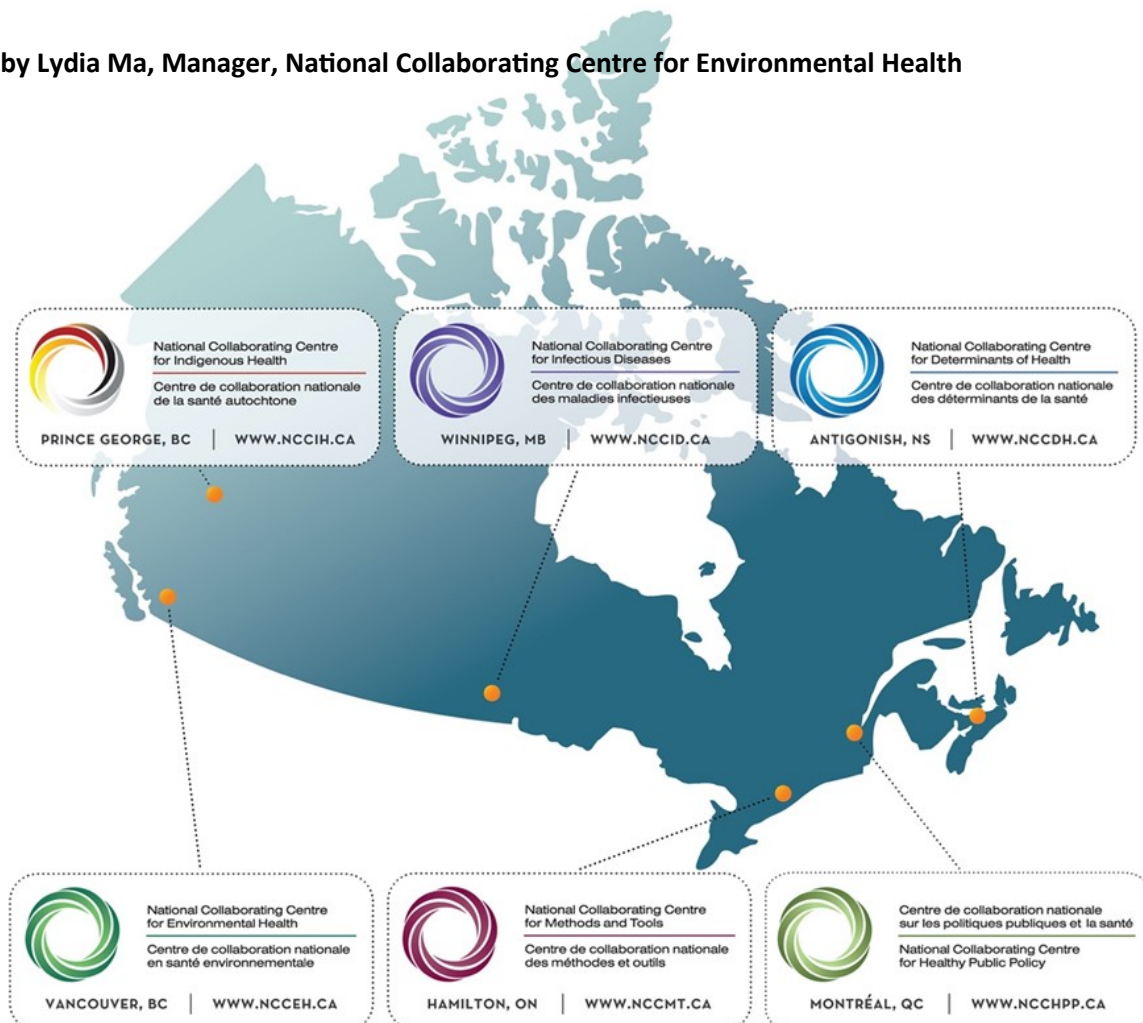 by Lydia Ma, Manager, National Collaborating Centre for Environmental Health
National Collaborating Centre
for Indigenous Health
Centre de collaboration nationale
de la santé autochtone
PRINCE GEORGE, BC | WWW.NCCIH.CA
National Collaborating Centre
for Infectious Diseases
Centre de collaboration nationale
des maladies infectieuses
WINNIPEG, MB | WWW.NCCID.CA
National Collaborating Centre
for Determinants of Health
Centre de collaboration nationale
des déterminants de la santé
ANTIGONISH, NS | WWW.NCCDH.CA
National Collaborating Centre
for Environmental Health
Centre de collaboration nationale
en santé environnementale
VANCOUVER, BC | WWW.NCCEH.CA
National Collaborating Centre
for Methods and Tools
Centre de collaboration nationale
des méthodes et outils
HAMILTON, ON | WWW.NCCMT.CA
Centre de collaboration nationale
sur les politiques publiques et la santé
National Collaborating Centre
for Healthy Public Policy
MONTRÉAL, QC | WWW.NCCHPP.CA